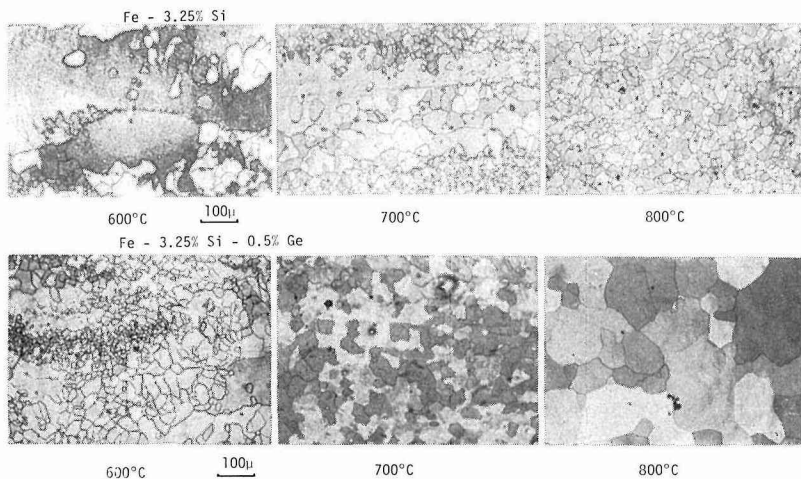 Fe - 3.25% Si
600°C 100μ 700°C 800°C
Fe - 3.25% Si - 0.5% Ge
600°C 100μ 700°C 800°C